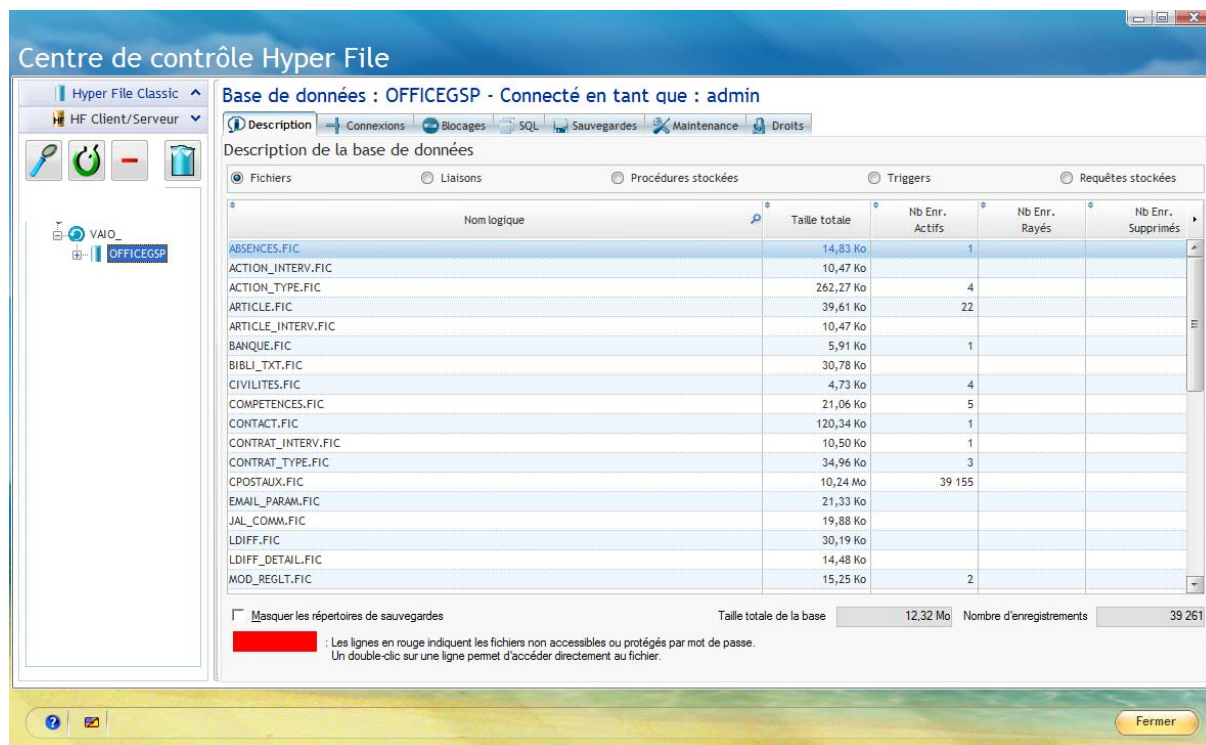 Centre de contrôle Hyper File
Hyper File Classic
HF HF Client/Serveur
VAIO_
OFFICEGSP
Base de données : OFFICEGSP - Connecté en tant que : admin
Description Connexions Blocages SQL Sauvegardes Maintenance Droits
Description de la base de données
Fichiers Liaisons Procédures stockées Triggers Requêtes stockées
Nom logique Taille totale Nb Enr. Actifs Nb Enr. Rayés Nb Enr. Supprimés
ABSENCES.FIC 14,83 Ko 1
ACTION_INTERV.FIC 10,47 Ko
ACTION_TYPE.FIC 262,27 Ko 4
ARTICLE.FIC 39,61 Ko 22
ARTICLE_INTERV.FIC 10,47 Ko
BANQUE.FIC 5,91 Ko 1
BIBLI_TXT.FIC 30,78 Ko
CIVILITES.FIC 4,73 Ko 4
COMPETENCES.FIC 21,06 Ko 5
CONTACT.FIC 120,34 Ko 1
CONTRAT_INTERV.FIC 10,50 Ko 1
CONTRAT_TYPE.FIC 34,96 Ko 3
CPOSTAUX.FIC 10,24 Mo 39 155
EMAIL_PARAM.FIC 21,33 Ko
JAL_COMM.FIC 19,88 Ko
LDIFF.FIC 30,19 Ko
LDIFF_DETAIL.FIC 14,48 Ko
MOD_REGLT.FIC 15,25 Ko 2
Masquer les répertoires de sauvegardes Taille totale de la base 12,32 Mo Nombre d'enregistrements 39 261
: Les lignes en rouge indiquent les fichiers non accessibles ou protégés par mot de passe.
Un double-clic sur une ligne permet d'accéder directement au fichier.
Fermer